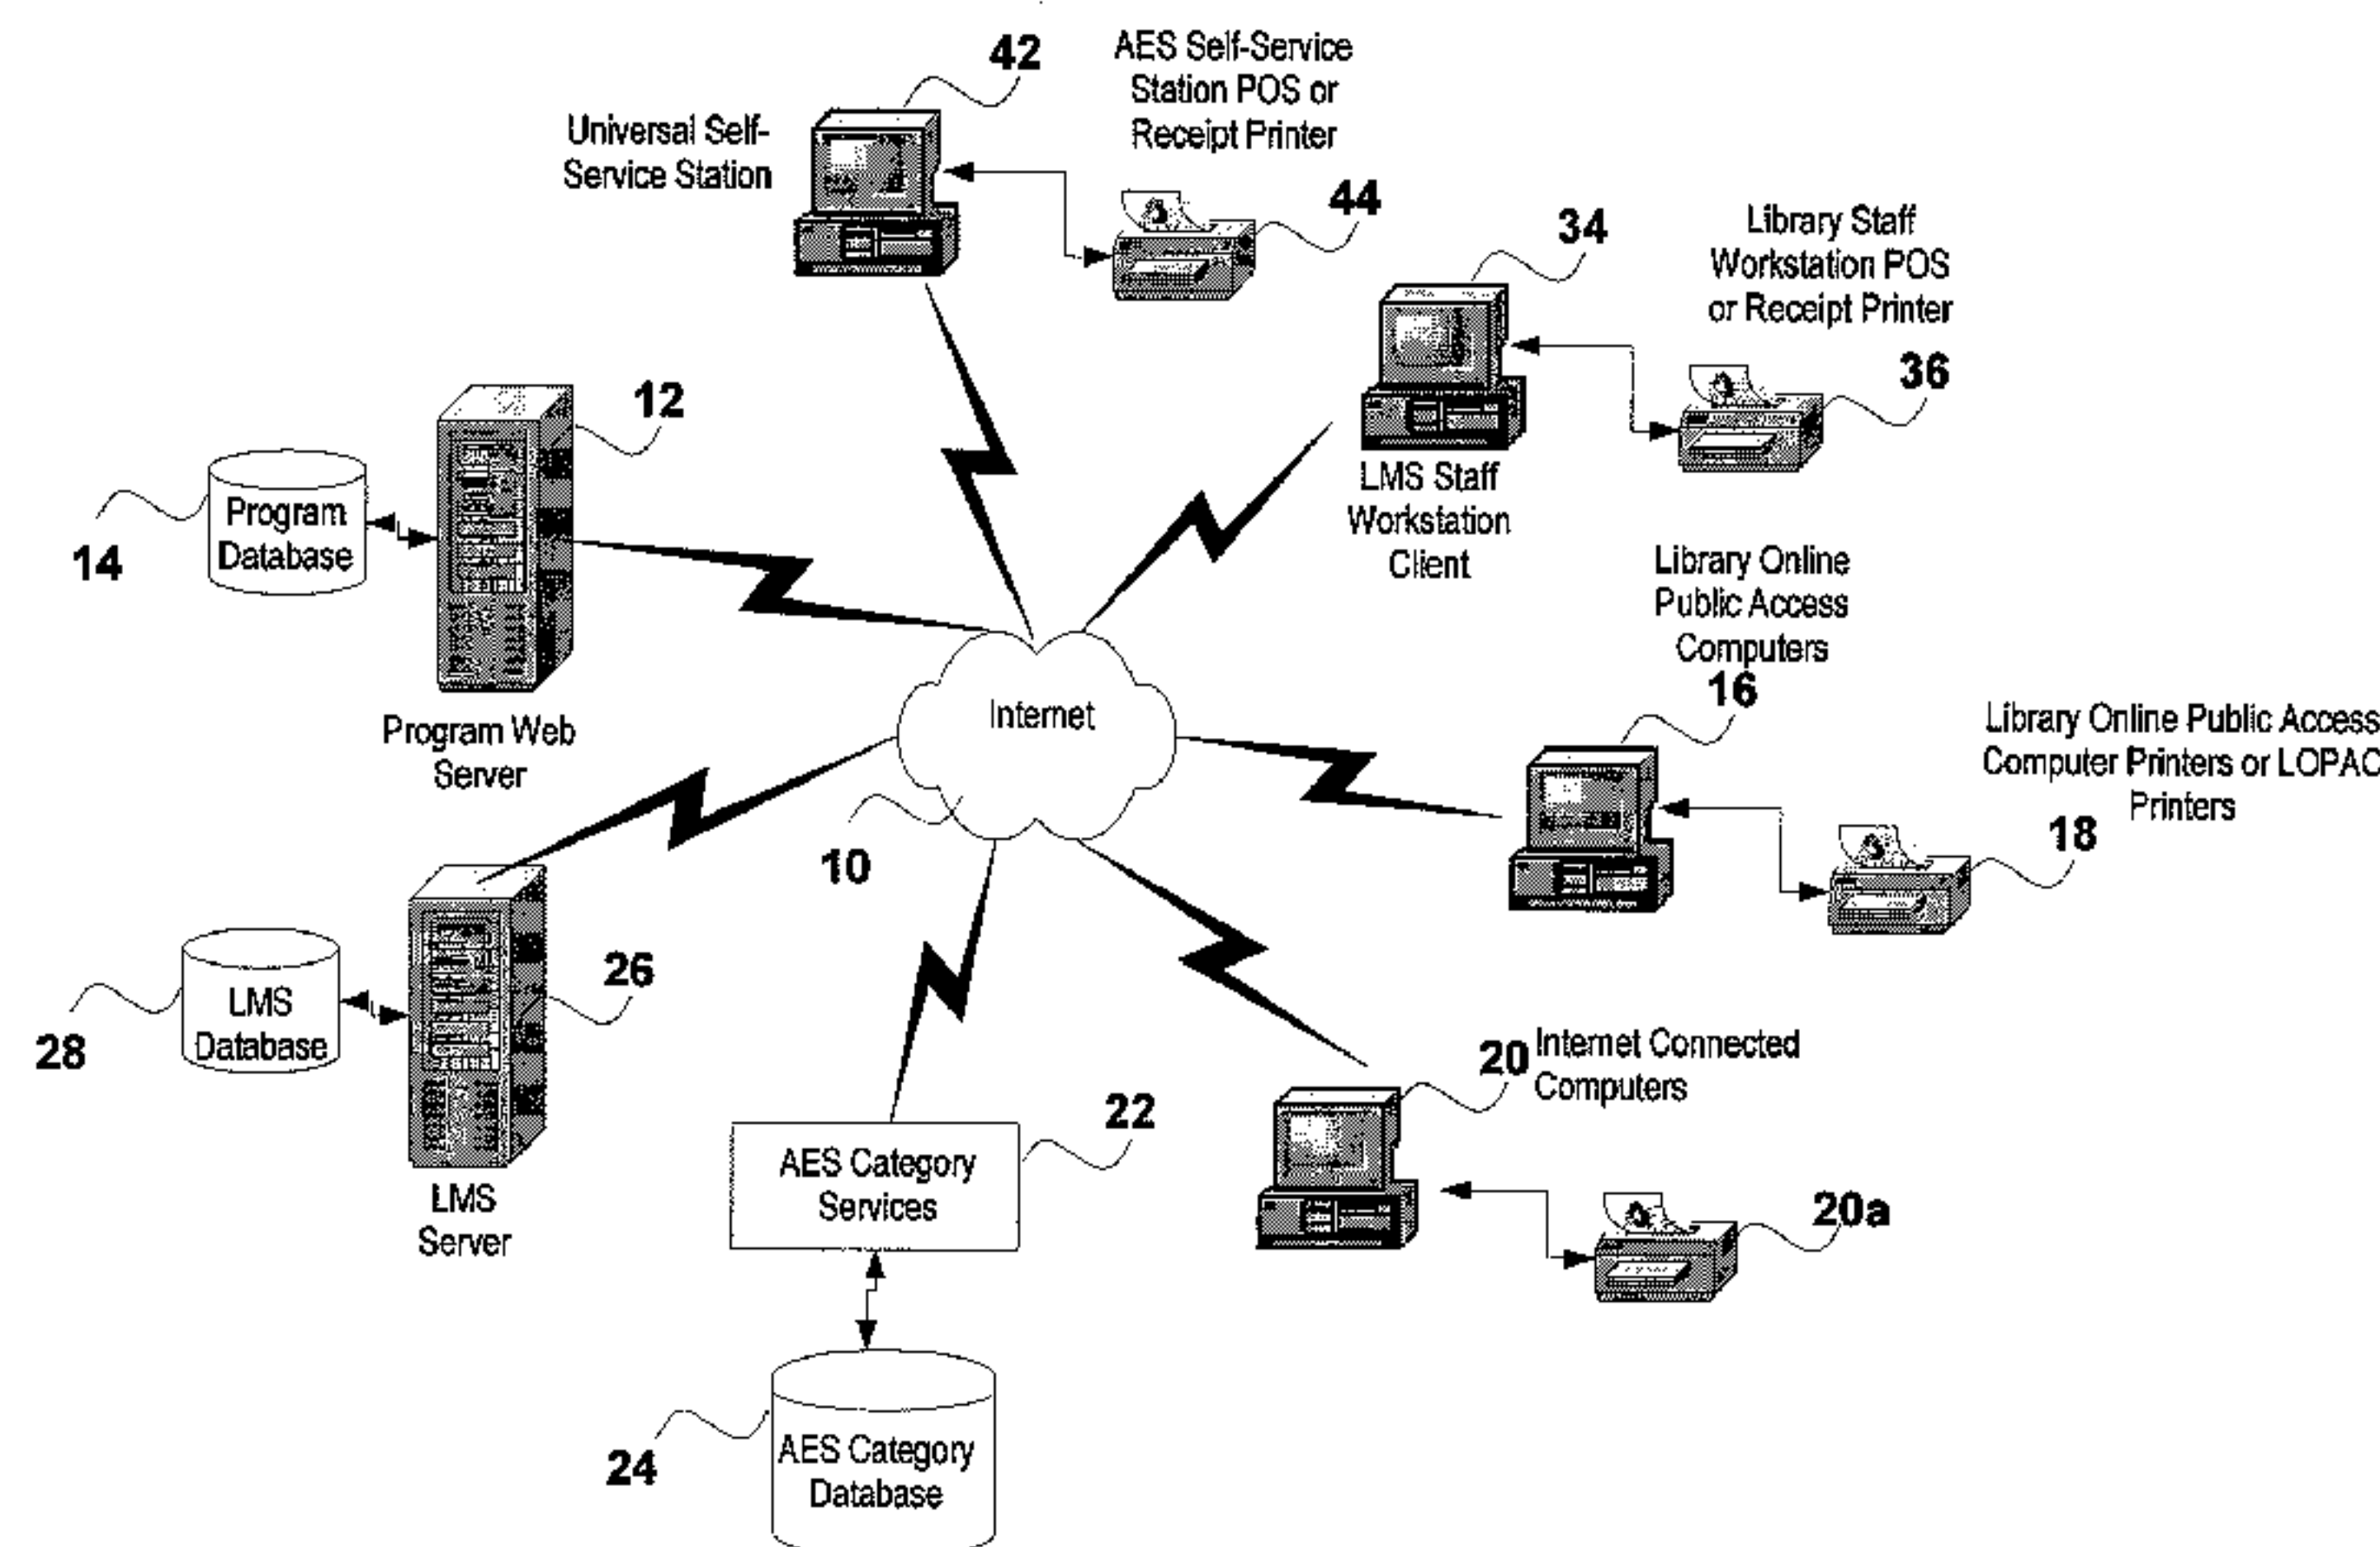 42
AES Self-Service
Station POS or
Receipt Printer
Universal Self-
Service Station
44
34
Library Staff
Workstation POS
or Receipt Printer
36
12
LMS Staff
Workstation
Client
Program
Database
14
Program Web
Server
Library Online
Public Access
Computers
16
Internet
Library Online Public Access
Computer Printers or LOPAC
Printers
18
10
LMS
Database
28
26
LMS
Server
20
Internet Connected
Computers
22
AES Category
Services
20a
24
AES Category
Database